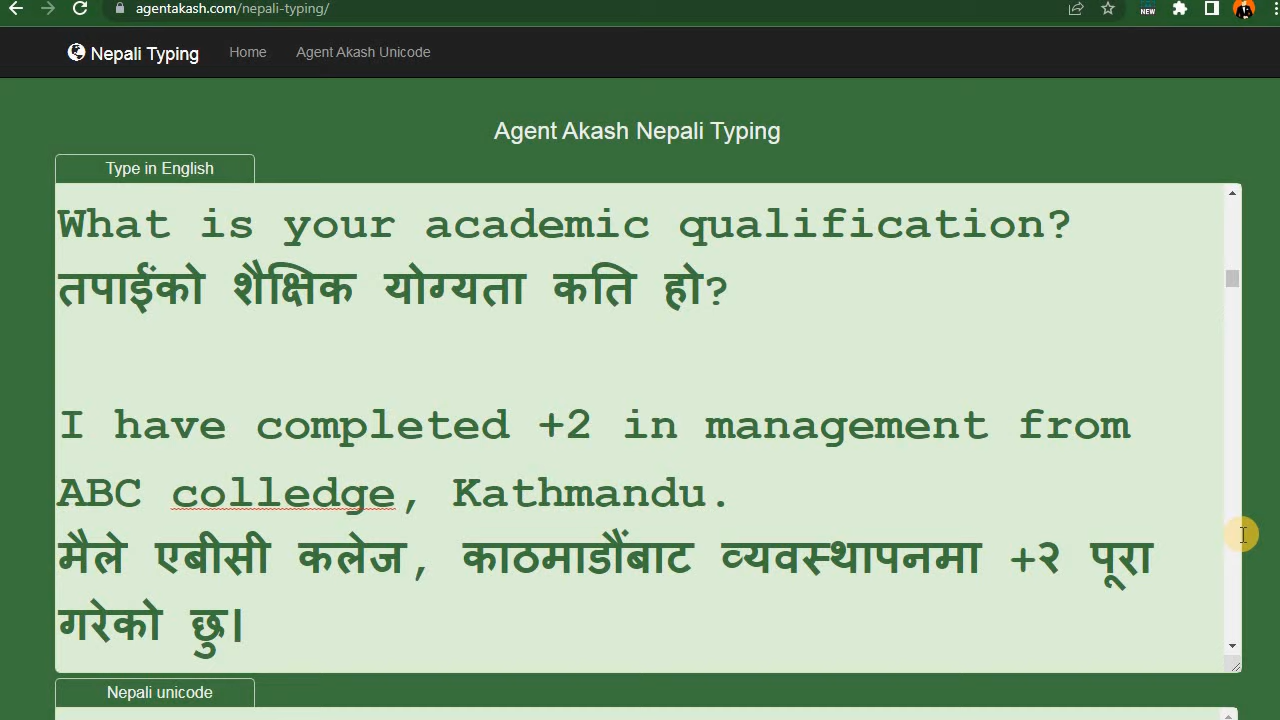 agentakash.com/nepali-typing/
NEW
Nepali Typing Home Agent Akash Unicode
Agent Akash Nepali Typing
Type in English
What is your academic qualification?
तपाईंको शैक्षिक योग्यता कति हो?
I have completed +2 in management from
ABC colledge, Kathmandu.
मैले एबीसी कलेज, काठमाडौंबाट व्यवस्थापनमा +२ पूरा
गरेको छु।
Nepali unicode